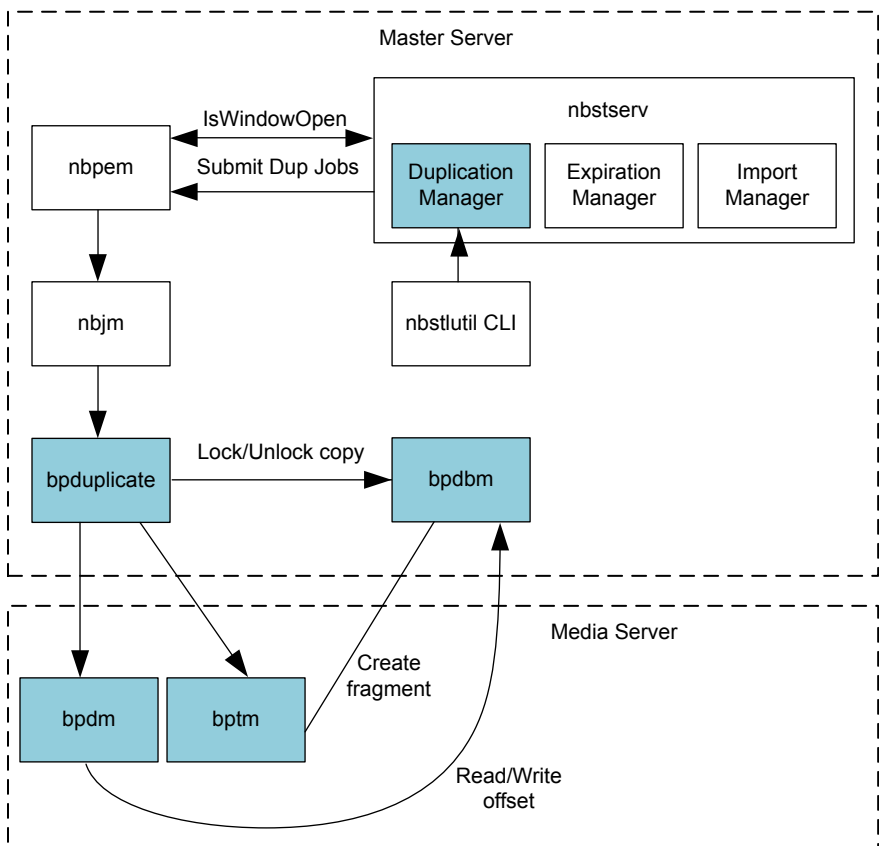 Master Server
nbstserv
IsWindowOpen
nbpem
Submit Dup Jobs
Duplication
Manager
Expiration
Manager
Import
Manager
nbjm
nbstlutil CLI
Lock/Unlock copy
bpduplicate
bpdbm
Media Server
Create
fragment
bpdm
bptm
Read/Write
offset